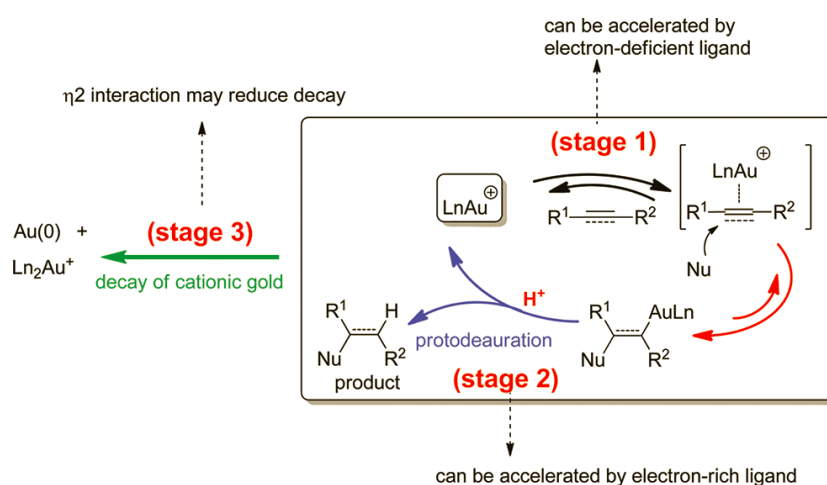 can be accelerated by
electron-deficient ligand
η2 interaction may reduce decay
(stage 1)
LnAu⊕
R¹ R²
LnAu ⊕
R¹ R²
Nu
Au(0) +
Ln₂Au⁺
(stage 3)
decay of cationic gold
H⁺
protodeauration
R¹ H
Nu R²
product
R¹ AuLn
Nu R²
(stage 2)
can be accelerated by electron-rich ligand